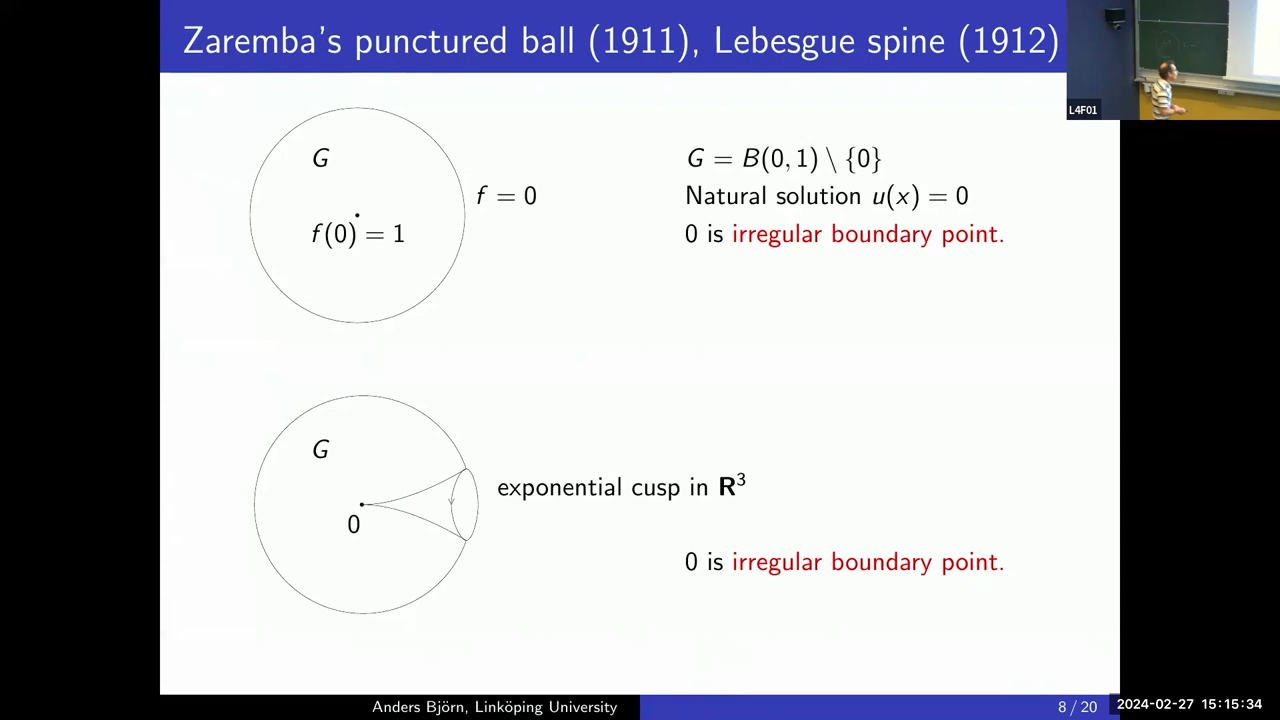 Zaremba's punctured ball (1911), Lebesgue spine (1912)
L4F01
G
f = 0
f(0) = 1
G = B(0, 1) \ {0}
Natural solution u(x) = 0
0 is irregular boundary point.
G
0
exponential cusp in R³
0 is irregular boundary point.
Anders Björn, Linköping University
8 / 20
2024-02-27 15:15:34